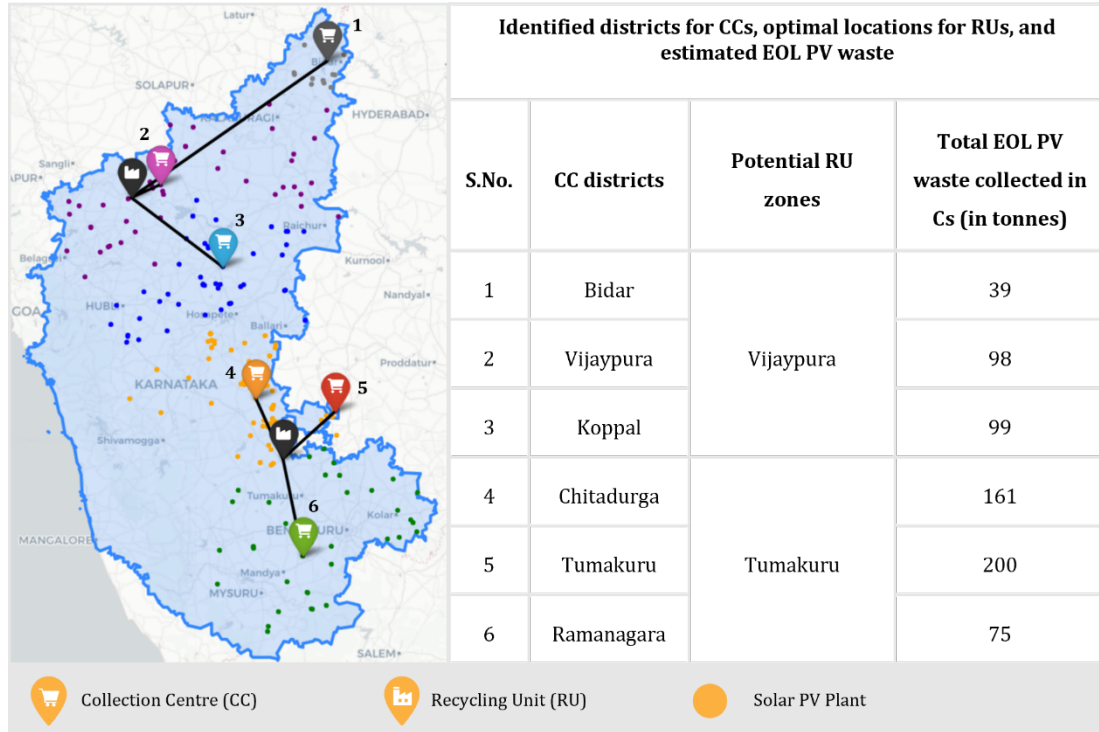 Latur•
1
Bidar
SOLAPUR•
KALABURAGI
HYDERABAD•
2
Sangli•
APUR•
3
Raichur
Belagavi
Kurnool•
HUBLI
Nandyal•
GOA
Hosapete
Ballari•
Proddatur•
KARNATAKA
4
5
Shivamogga•
Tumakuru
6
Kolar
BENGALURU•
MANGALORE
Mandya
MYSURU
SALEM•
Identified districts for CCs, optimal locations for RUs, and
estimated EOL PV waste
S.No. CC districts Potential RU zones Total EOL PV waste collected in Cs (in tonnes)
1 Bidar 39
2 Vijaypura Vijaypura 98
3 Koppal 99
4 Chitadurga 161
5 Tumakuru Tumakuru 200
6 Ramanagara 75
Collection Centre (CC) Recycling Unit (RU) Solar PV Plant